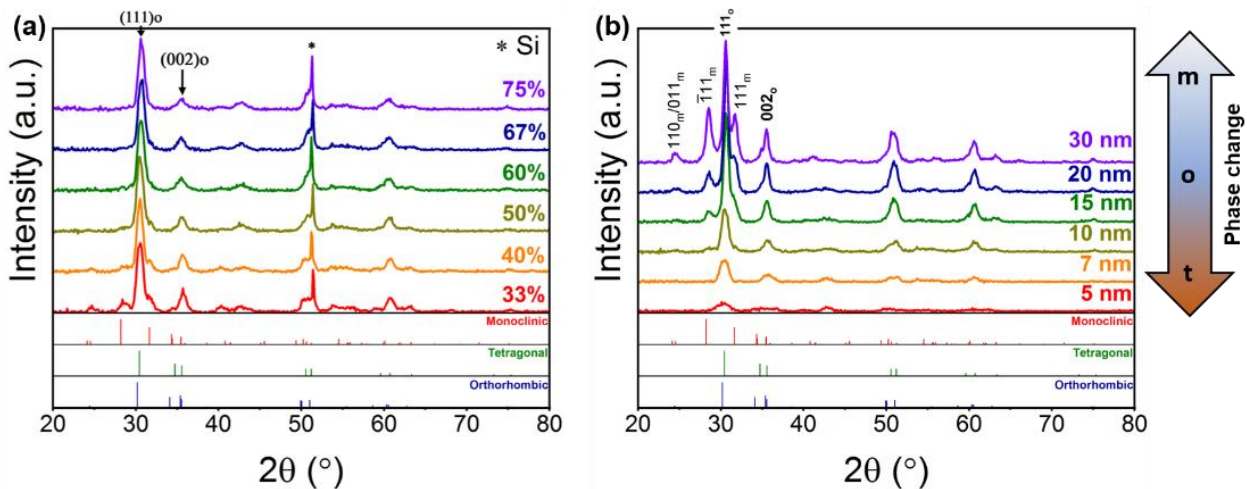 (a)
(111)o
(002)o
*
* Si
75%
67%
60%
50%
40%
33%
Monoclinic
Tetragonal
Orthorhombic
Intensity (a.u.)
20 30 40 50 60 70 80
2θ (°)
(b)
110m/011m
1̅11m
111o
111m
002o
30 nm
20 nm
15 nm
10 nm
7 nm
5 nm
Monoclinic
Tetragonal
Orthorhombic
Intensity (a.u.)
20 30 40 50 60 70 80
2θ (°)
m
o
t
Phase change